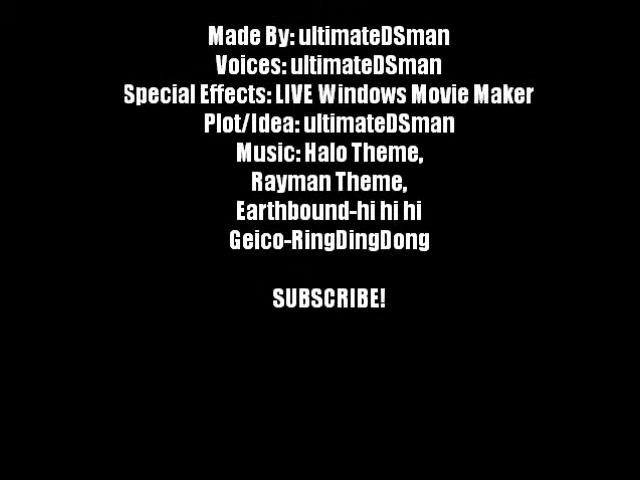 Made By: ultimateDSman
Voices: ultimateDSman
Special Effects: LIVE Windows Movie Maker
Plot/Idea: ultimateDSman
Music: Halo Theme,
Rayman Theme,
Earthbound-hi hi hi
Geico-RingDingDong
SUBSCRIBE!